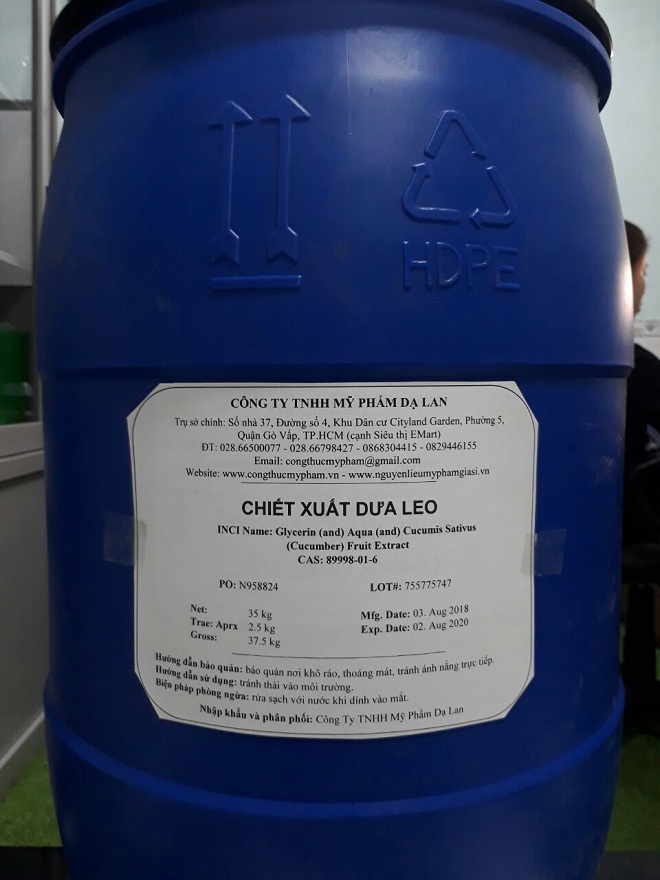 HDPE
CÔNG TY TNHH MỸ PHẨM DẠ LAN
Trụ sở chính: Số nhà 37, Đường số 4, Khu Dân cư Cityland Garden, Phường 5,
Quận Gò Vấp, TP.HCM (cạnh Siêu thị EMart)
ĐT: 028.66500077 - 028.66798427 - 0868304415 - 0829446155
Email: congthucmypham@gmail.com
Website: www.congthucmypham.vn - www.nguyenlieumyphamgiasi.vn
CHIẾT XUẤT DƯA LEO
INCI Name: Glycerin (and) Aqua (and) Cucumis Sativus
(Cucumber) Fruit Extract
CAS: 89998-01-6
PO: N958824 LOT#: 755775747
Net: 35 kg Mfg. Date: 03. Aug 2018
Trae: Aprx 2.5 kg Exp. Date: 02. Aug 2020
Gross: 37.5 kg
Hướng dẫn bảo quản: bảo quản nơi khô ráo, thoáng mát, tránh ánh nắng trực tiếp.
Hướng dẫn sử dụng: tránh thải vào môi trường.
Biện pháp phòng ngừa: rửa sạch với nước khi dính vào mắt.
Nhập khẩu và phân phối: Công Ty TNHH Mỹ Phẩm Dạ Lan